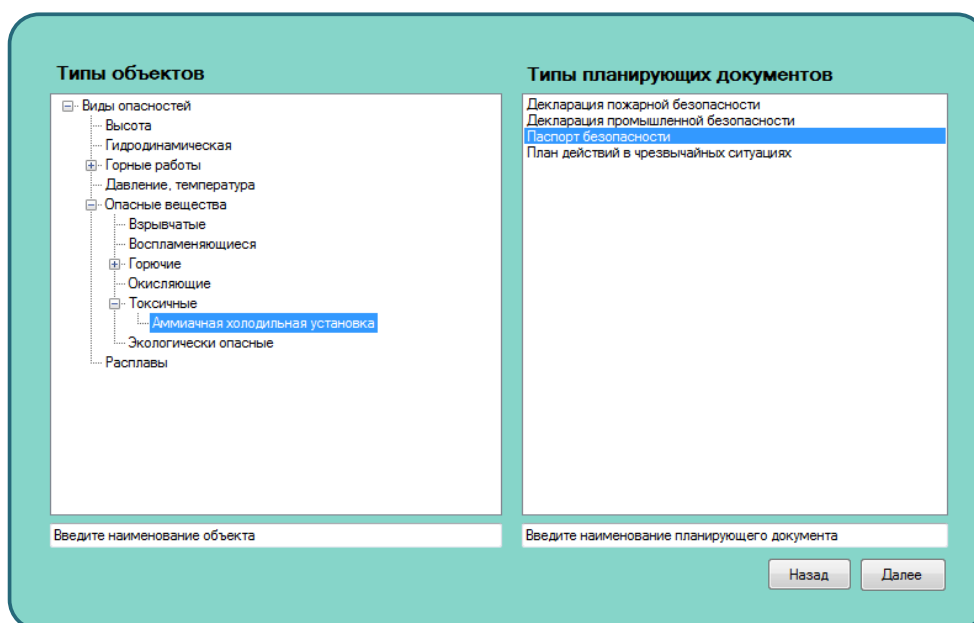 Типы объектов
Виды опасностей
Высота
Гидродинамическая
Горные работы
Давление, температура
Опасные вещества
Взрывчатые
Воспламеняющиеся
Горючие
Окисляющие
Токсичные
Аммиачная холодильная установка
Экологически опасные
Расплавы
Введите наименование объекта
Типы планирующих документов
Декларация пожарной безопасности
Декларация промышленной безопасности
Паспорт безопасности
План действий в чрезвычайных ситуациях
Введите наименование планирующего документа
Назад
Далее